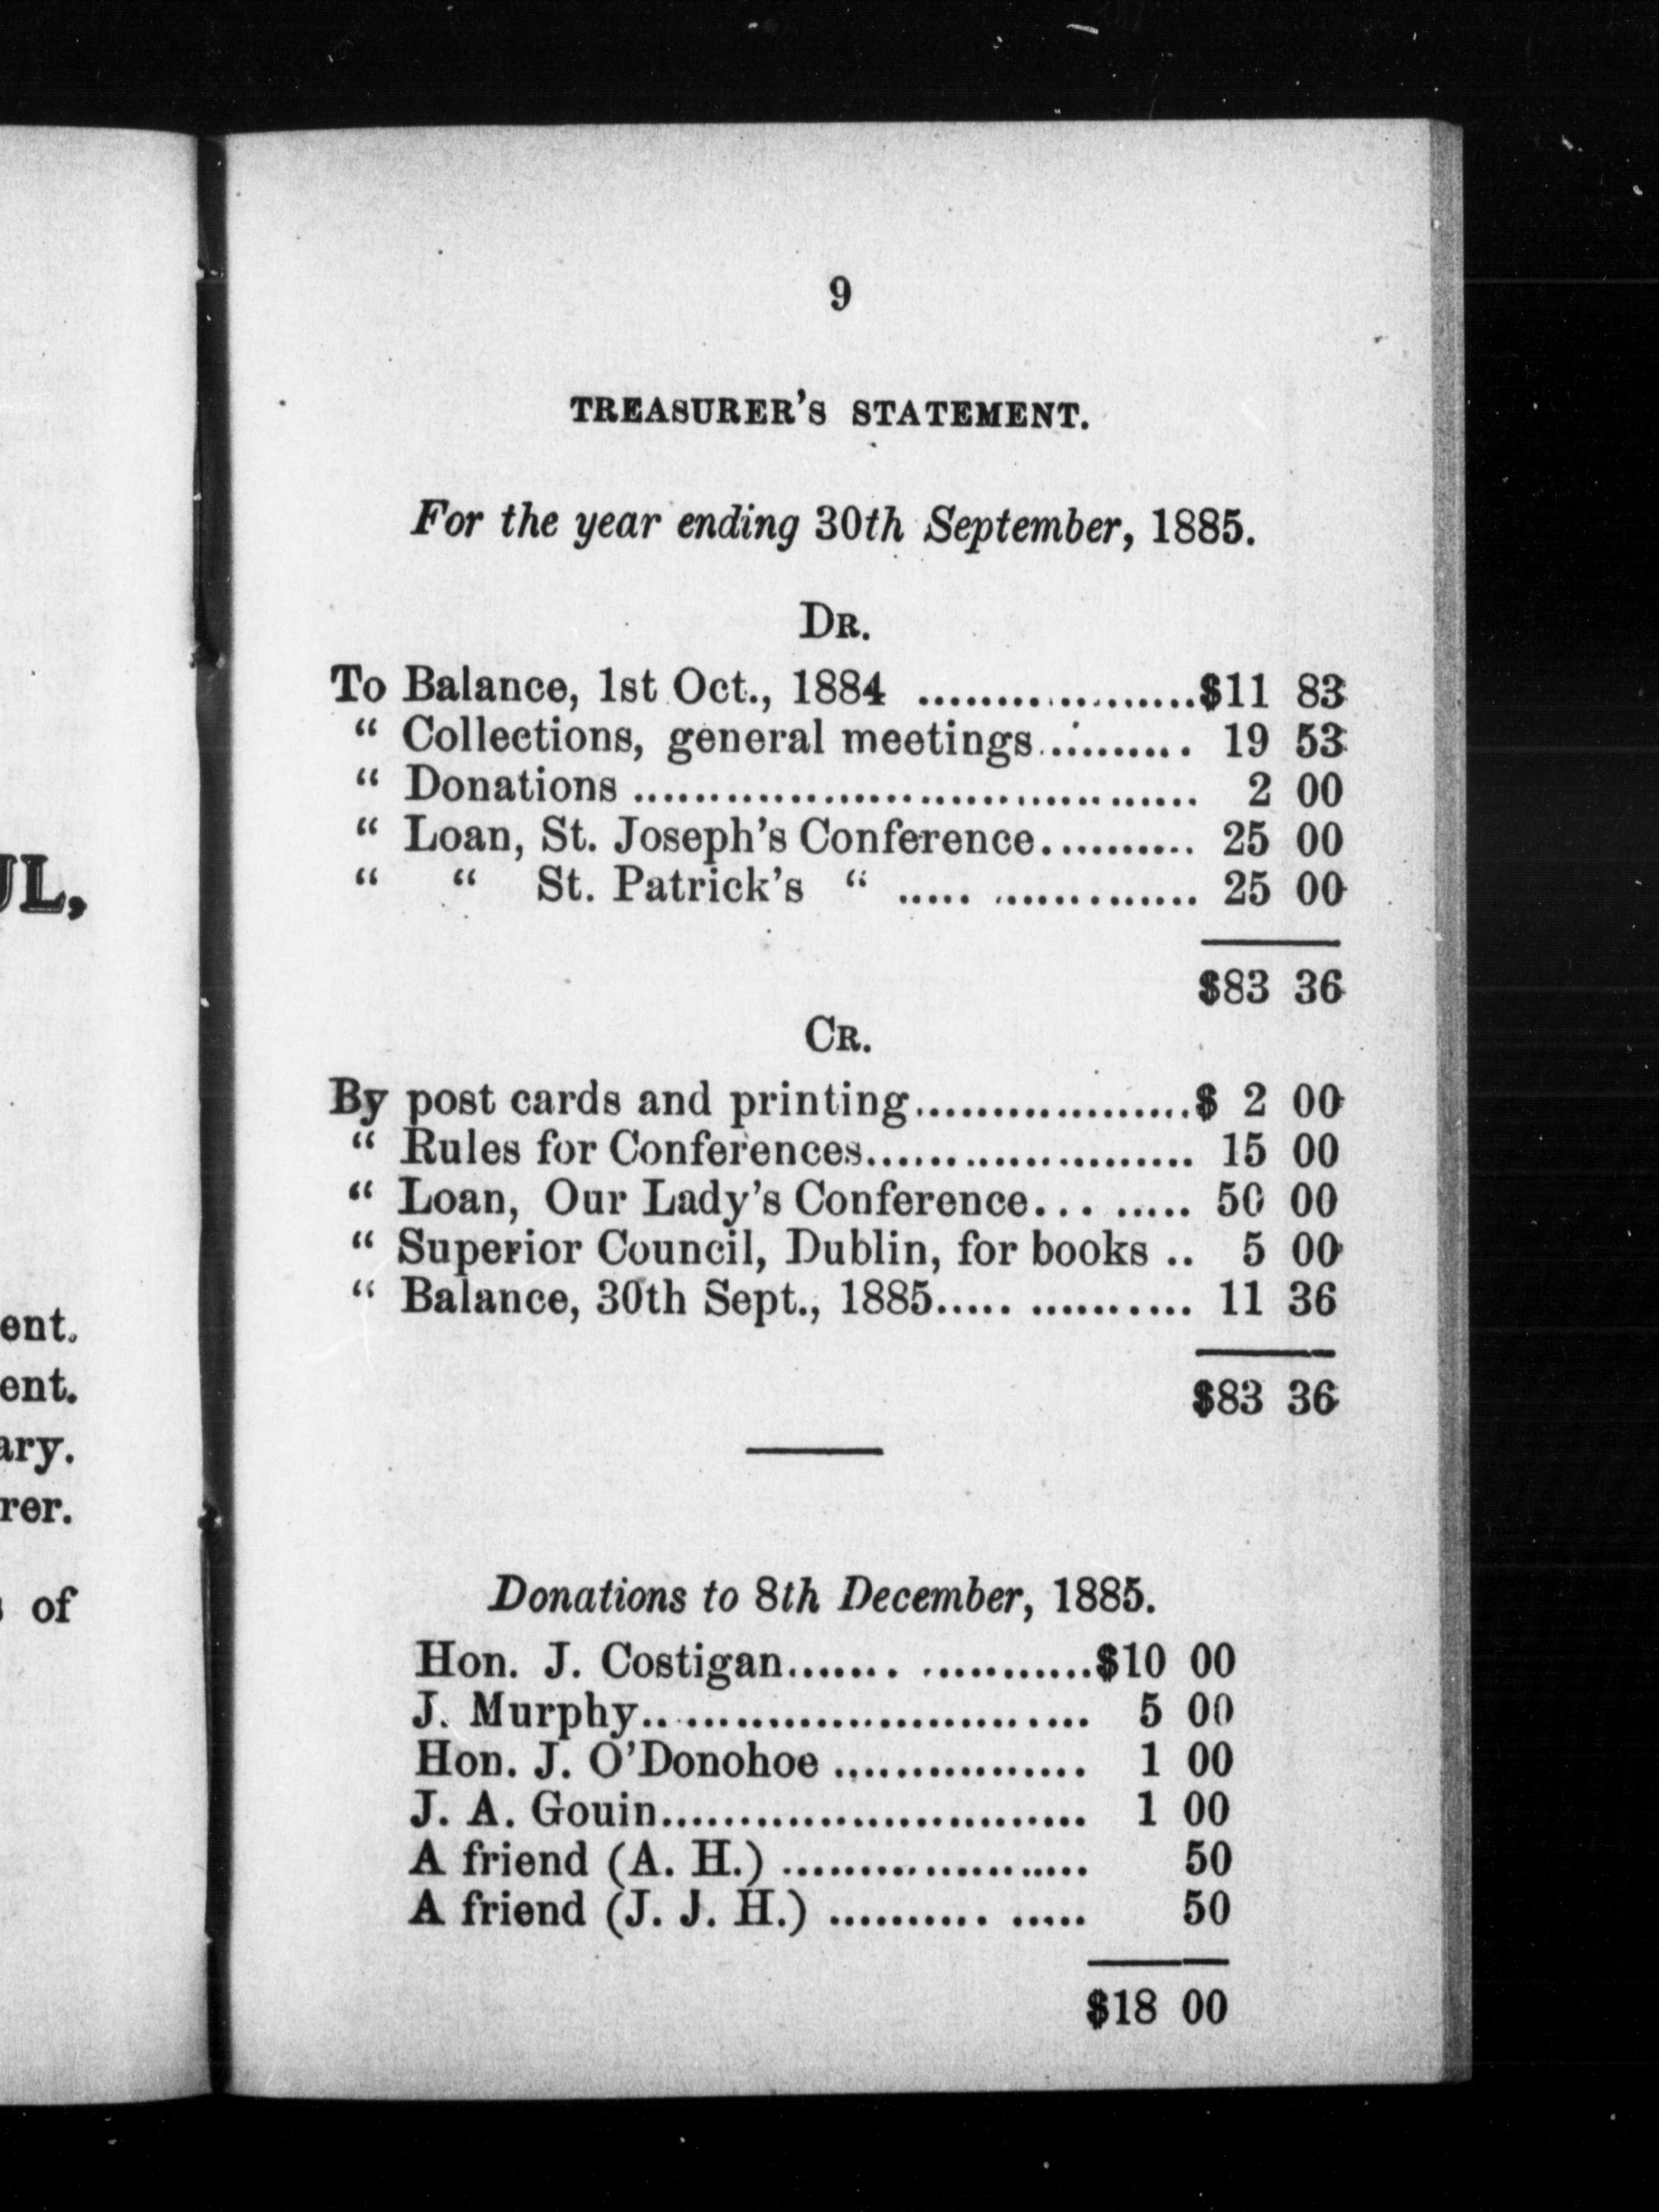 UL,
ent.
ent.
ary.
rer.
of
9
TREASURER'S STATEMENT.
For the year ending 30th September, 1885.
DR.
To Balance, 1st Oct., 1884 ..................$11 83
“ Collections, general meetings.......... 19 53
“ Donations .................................... 2 00
“ Loan, St. Joseph's Conference.......... 25 00
“ “ St. Patrick's “ ..... ............. 25 00
$83 36
CR.
By post cards and printing..................$ 2 00
“ Rules for Conferences..................... 15 00
“ Loan, Our Lady's Conference... ..... 50 00
“ Superior Council, Dublin, for books .. 5 00
“ Balance, 30th Sept., 1885..... .......... 11 36
$83 36
Donations to 8th December, 1885.
Hon. J. Costigan....... ...........$10 00
J. Murphy............................ 5 00
Hon. J. O'Donohoe ................ 1 00
J. A. Gouin........................... 1 00
A friend (A. H.) .................... 50
A friend (J. J. H.) .......... ..... 50
$18 00